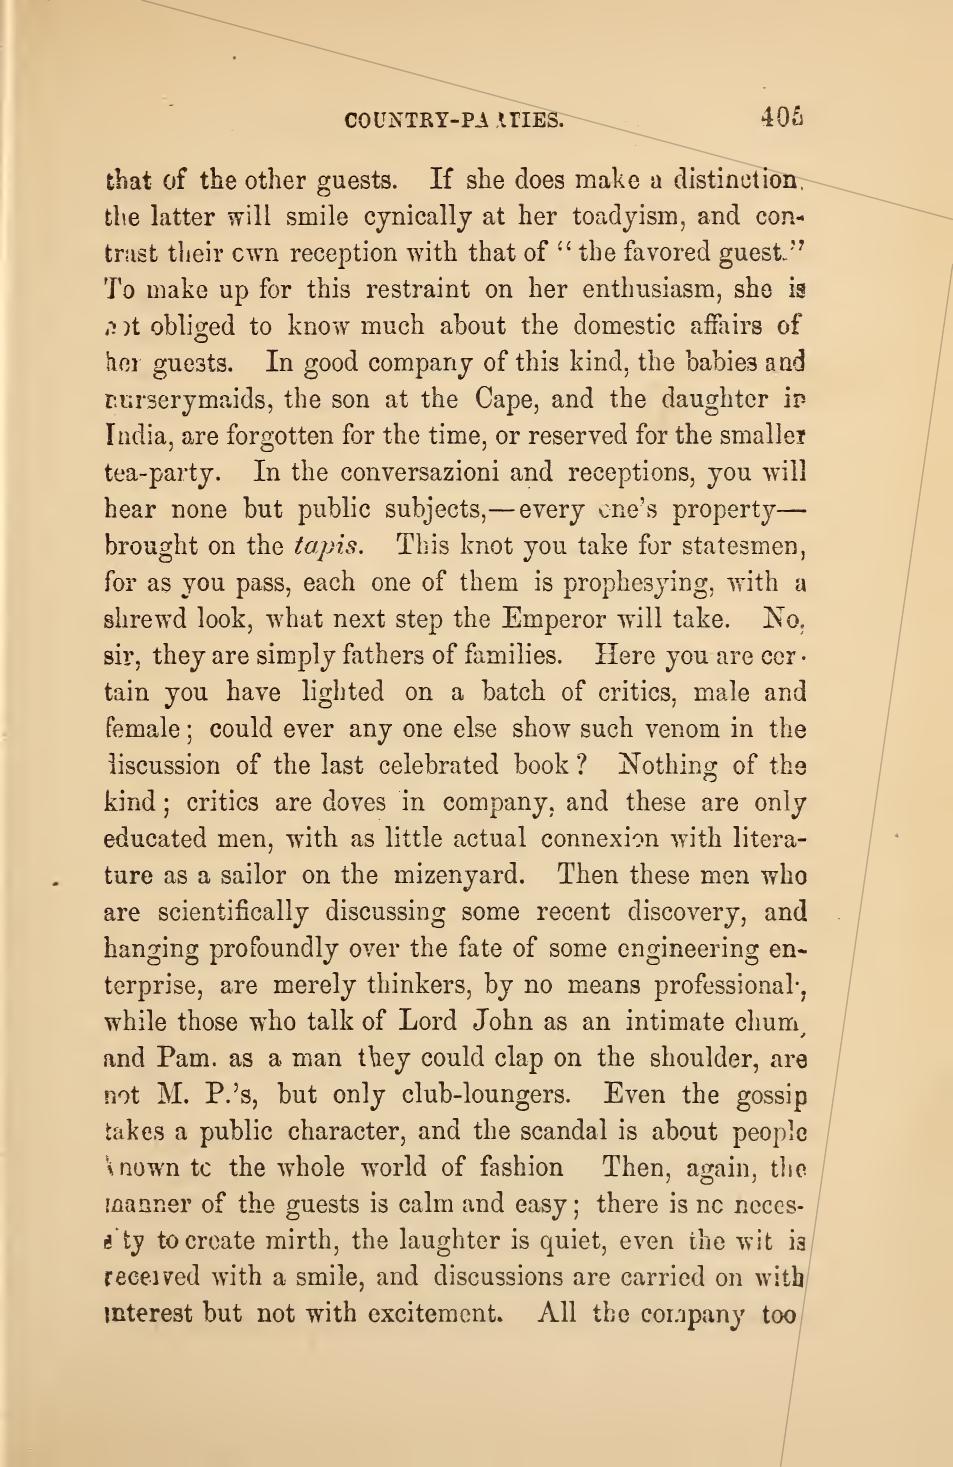 COUNTRY-PARTIES. 405
that of the other guests. If she does make a distinction,
the latter will smile cynically at her toadyism, and con-
trast their own reception with that of "the favored guest."
To make up for this restraint on her enthusiasm, she is
not obliged to know much about the domestic affairs of
her guests. In good company of this kind, the babies and
nurserymaids, the son at the Cape, and the daughter in
India, are forgotten for the time, or reserved for the smaller
tea-party. In the conversazioni and receptions, you will
hear none but public subjects,—every one's property—
brought on the tapis. This knot you take for statesmen,
for as you pass, each one of them is prophesying, with a
shrewd look, what next step the Emperor will take. No,
sir, they are simply fathers of families. Here you are cer-
tain you have lighted on a batch of critics, male and
female; could ever any one else show such venom in the
discussion of the last celebrated book? Nothing of the
kind; critics are doves in company, and these are only
educated men, with as little actual connexion with litera-
ture as a sailor on the mizenyard. Then these men who
are scientifically discussing some recent discovery, and
hanging profoundly over the fate of some engineering en-
terprise, are merely thinkers, by no means professional;
while those who talk of Lord John as an intimate chum,
and Pam. as a man they could clap on the shoulder, are
not M. P.'s, but only club-loungers. Even the gossip
takes a public character, and the scandal is about people
known to the whole world of fashion Then, again, the
manner of the guests is calm and easy; there is no neces-
sity to create mirth, the laughter is quiet, even the wit is
received with a smile, and discussions are carried on with
interest but not with excitement. All the company too